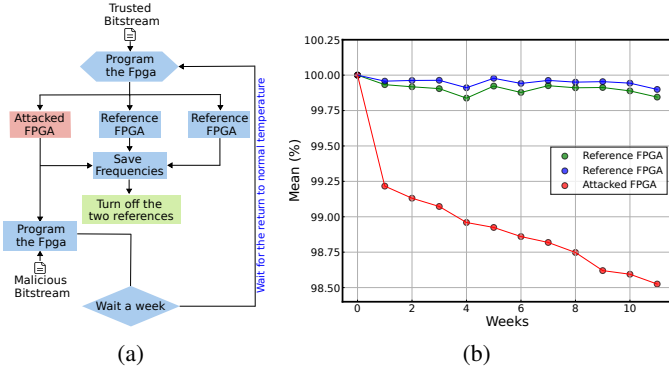 Trusted
Bitstream
Program
the Fpga
Attacked
FPGA
Reference
FPGA
Reference
FPGA
Save
Frequencies
Turn off the
two references
Program
the Fpga
Malicious
Bitstream
Wait a week
Wait for the return to normal temperature
(a)
100.25
100.00
99.75
99.50
99.25
99.00
98.75
98.50
Mean (%)
Reference FPGA
Reference FPGA
Attacked FPGA
0 2 4 6 8 10
Weeks
(b)